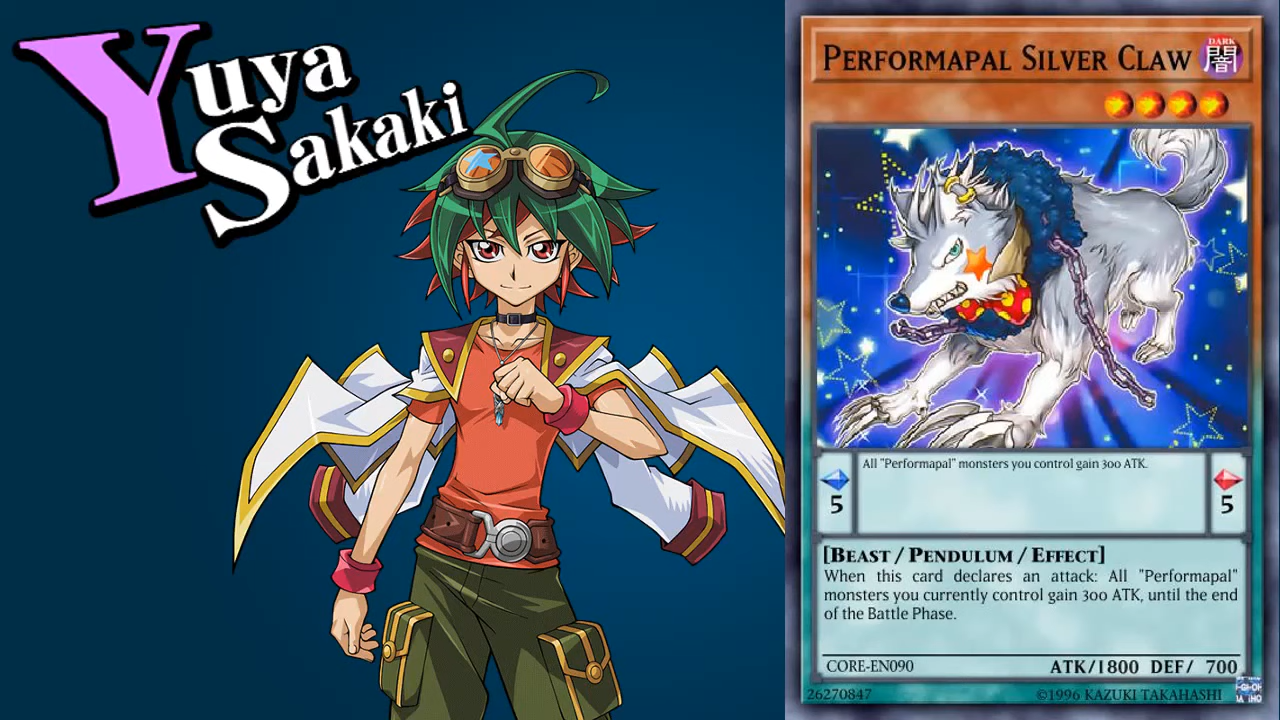 Yuya
Sakaki
PERFORMAPAL SILVER CLAW
DARK
闇
All "Performapal" monsters you control gain 300 ATK.
5
5
[BEAST / PENDULUM / EFFECT]
When this card declares an attack: All "Performapal"
monsters you currently control gain 300 ATK, until the end
of the Battle Phase.
CORE-EN090
ATK/1800 DEF/ 700
26270847
©1996 KAZUKI TAKAHASHI